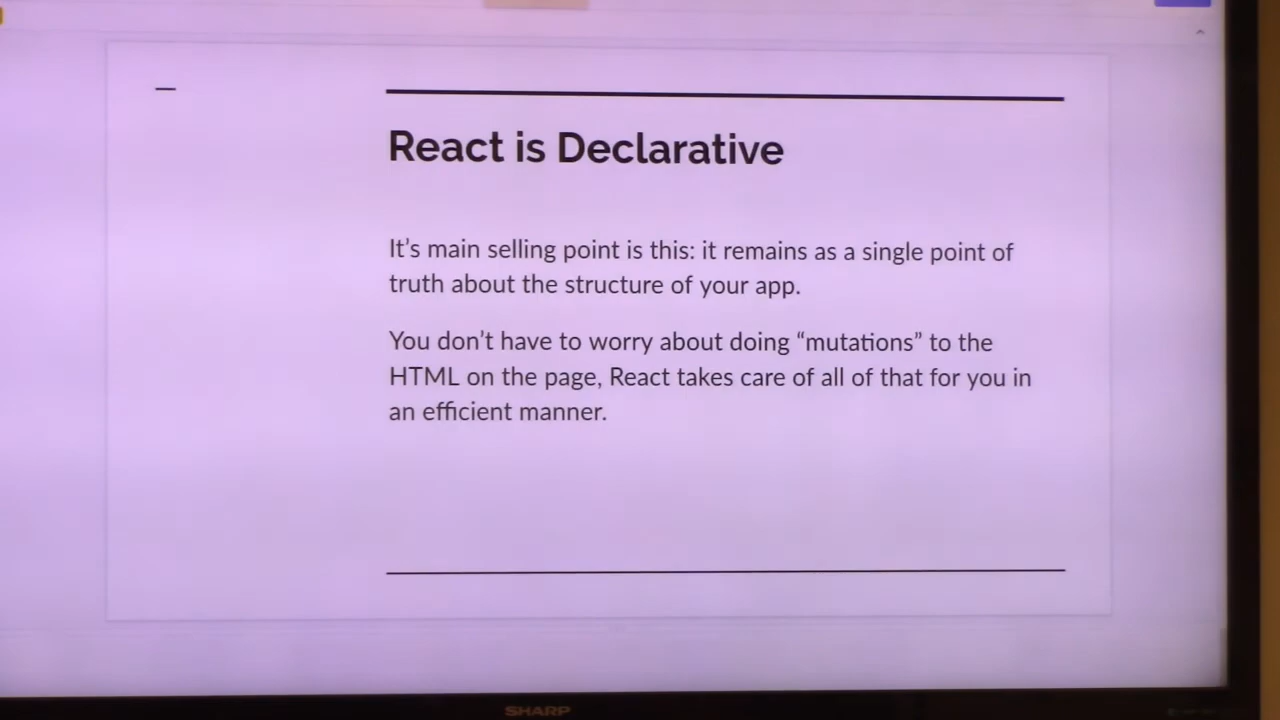 React is Declarative
It’s main selling point is this: it remains as a single point of
truth about the structure of your app.
You don’t have to worry about doing “mutations” to the
HTML on the page, React takes care of all of that for you in
an efficient manner.
SHARP